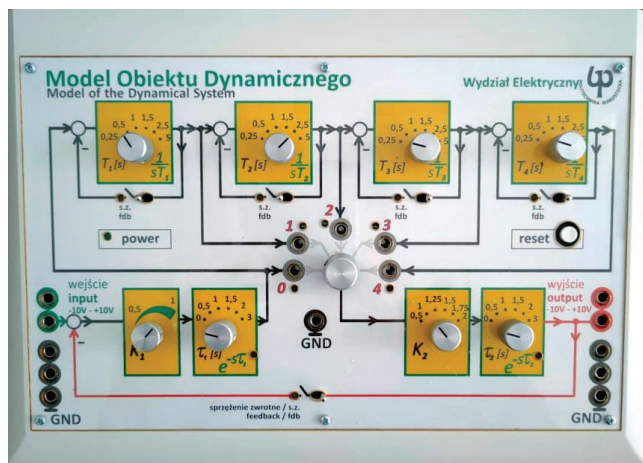 Model Obiektu Dynamicznego
Model of the Dynamical System
Wydział Elektryczny
0,25 0,5 1 1,5 2 5
T₁[s] 1/sT₁
0,25 0,5 1 1,5 2 5
T₂[s] 1/sT₂
0,25 0,5 1 1,5 2 5
T₃[s] 1/sT₃
0,25 0,5 1 1,5 2 5
T₄[s] 1/sT₄
s.z.
fdb
s.z.
fdb
s.z.
fdb
s.z.
fdb
power
0 1 2 3 4
reset
wejście
input
-10V - +10V
0,5 1
K₁
0 0,5 1 1,5 2 3
τ₁[s] e⁻ˢᵗ¹
GND
1 1,25 1,5 1,75 2
0,5
K₂
0 0,5 1 1,5 2 3
τ₂[s]
wyjście
output
-10V - +10V
GND
sprzężenie zwrotne / s.z.
feedback / fdb
GND